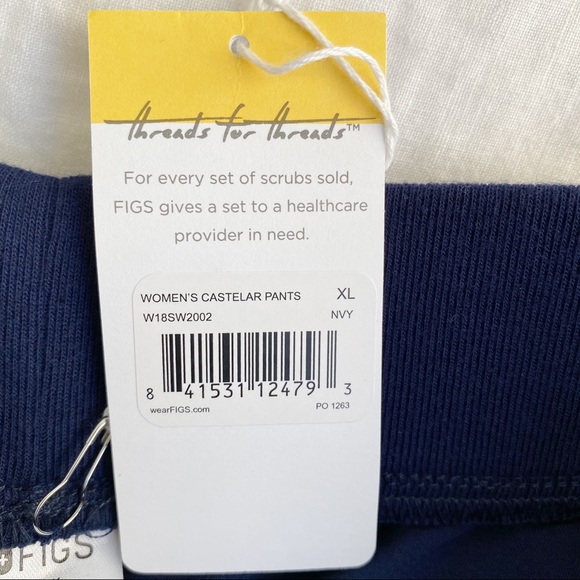 threads for threads™
For every set of scrubs sold,
FIGS gives a set to a healthcare
provider in need.
WOMEN'S CASTELAR PANTS XL
W18SW2002 NVY
8 41531 12479 3
wearFIGS.com PO 1263
FIGS